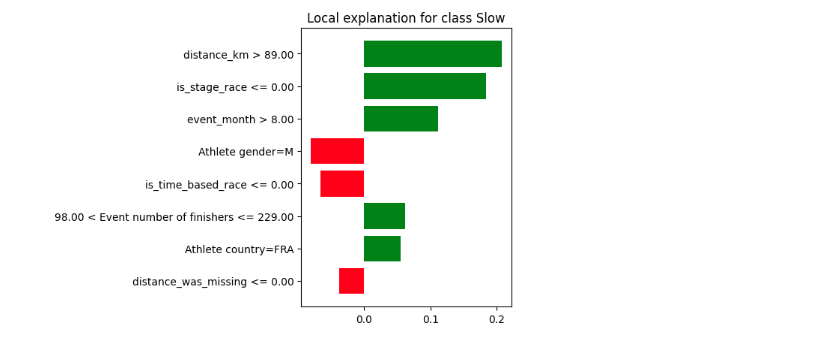 Local explanation for class Slow
distance_km > 89.00
is_stage_race <= 0.00
event_month > 8.00
Athlete gender=M
is_time_based_race <= 0.00
98.00 < Event number of finishers <= 229.00
Athlete country=FRA
distance_was_missing <= 0.00
0.0 0.1 0.2